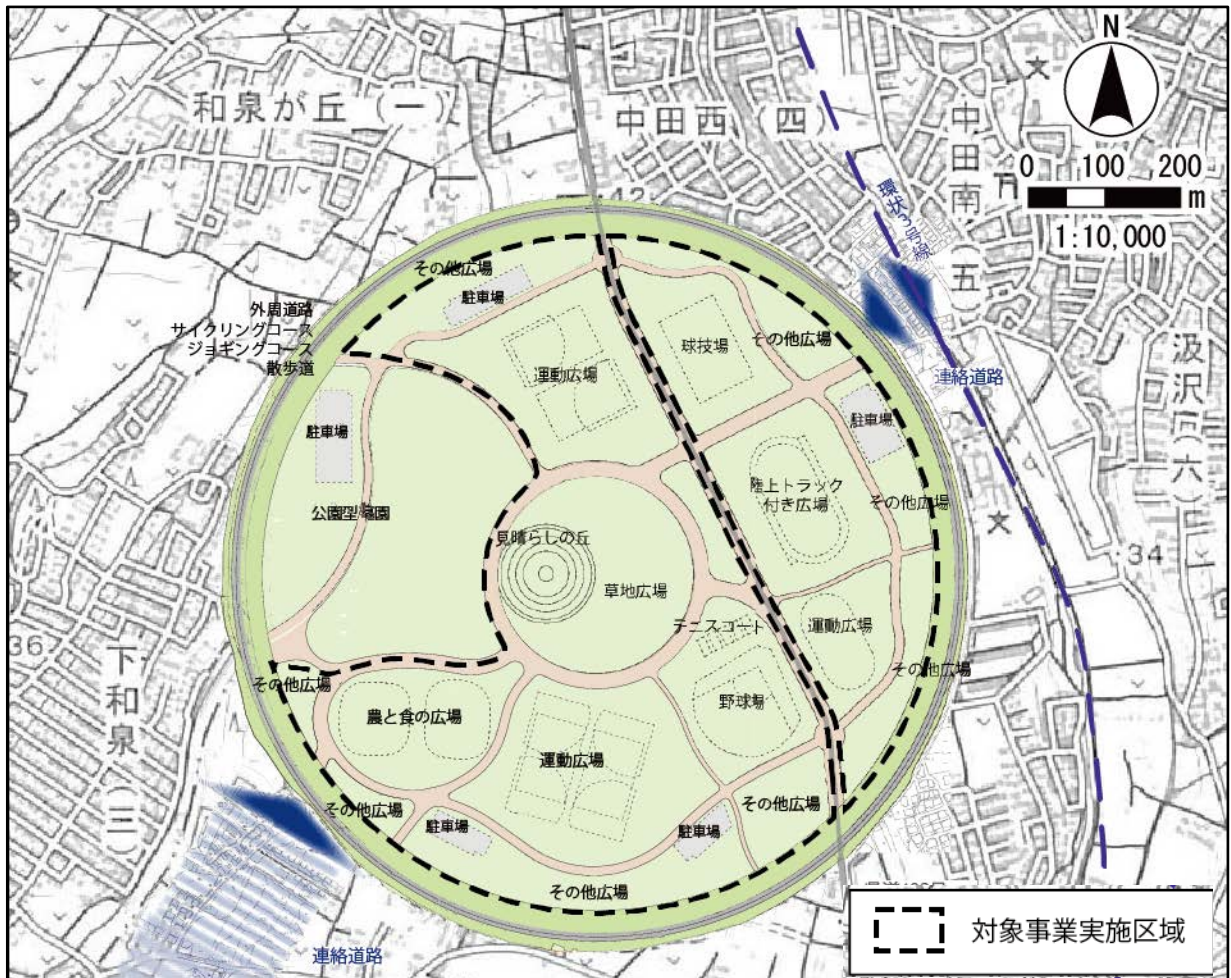 和泉が丘(一)
中田西(四)
中田南(五)
汲沢
(六)
下和泉(三)
N
0 100 200
m
1:10,000
環状3号線
連絡道路
42
34
36
外周道路
サイクリングコース
ジョギングコース
散歩道
その他広場
駐車場
運動広場
球技場
その他広場
駐車場
駐車場
陸上トラック
付き広場
その他広場
公園型墓園
見晴らしの丘
草地広場
テニスコート
運動広場
その他広場
その他広場
農と食の広場
野球場
運動広場
その他広場
駐車場
駐車場
その他広場
その他広場
連絡道路
対象事業実施区域